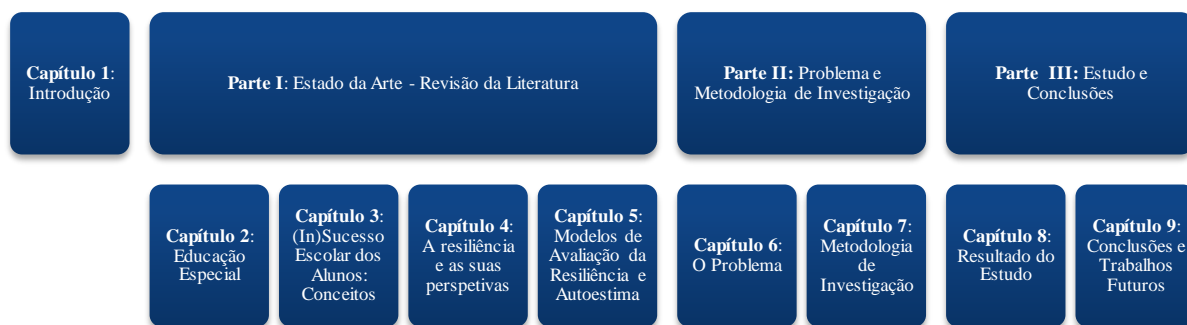 Capítulo 1:
Introdução
Parte I: Estado da Arte - Revisão da Literatura
Parte II: Problema e
Metodologia de Investigação
Parte III: Estudo e
Conclusões
Capítulo 2:
Educação
Especial
Capítulo 3:
(In)Sucesso
Escolar dos
Alunos:
Conceitos
Capítulo 4:
A resiliência
e as suas
perspetivas
Capítulo 5:
Modelos de
Avaliação da
Resiliência e
Autoestima
Capítulo 6:
O Problema
Capítulo 7:
Metodologia
de
Investigação
Capítulo 8:
Resultado do
Estudo
Capítulo 9:
Conclusões e
Trabalhos
Futuros